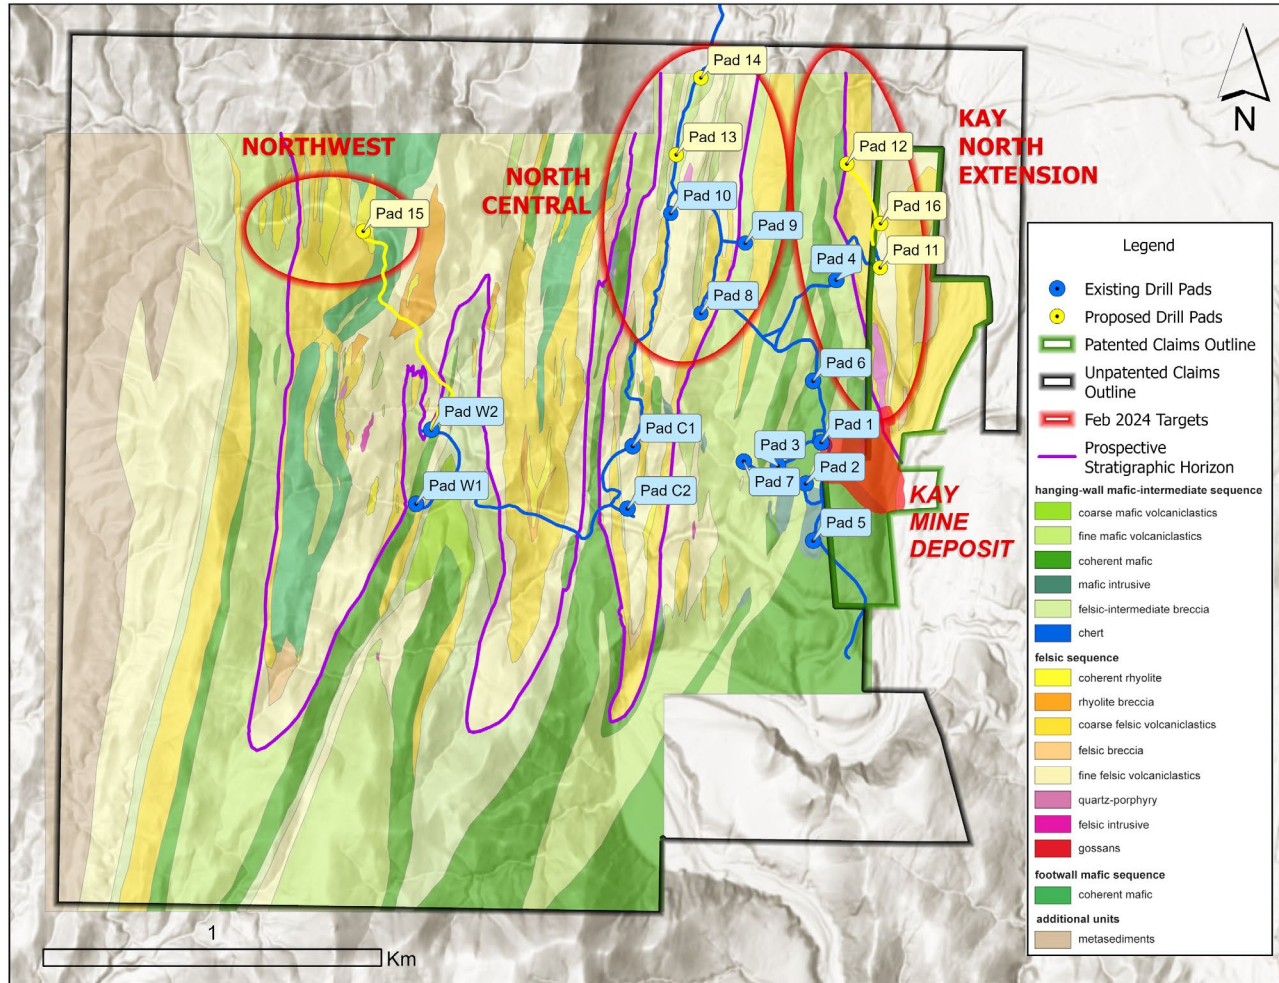 Pad 14
N
KAY
NORTH
EXTENSION
Pad 13
Pad 12
NORTHWEST
NORTH
CENTRAL
Pad 10
Pad 16
Pad 15
Pad 9
Pad 11
Pad 4
Pad 8
Pad 6
Pad W2
Pad C1
Pad 1
Pad 3
Pad 2
Pad 7
Pad W1
Pad C2
Pad 5
KAY
MINE
DEPOSIT
Legend
Existing Drill Pads
Proposed Drill Pads
Patented Claims Outline
Unpatented Claims
Outline
Feb 2024 Targets
Prospective
Stratigraphic Horizon
hanging-wall mafic-intermediate sequence
coarse mafic volcaniclastics
fine mafic volcaniclastics
coherent mafic
mafic intrusive
felsic-intermediate breccia
chert
felsic sequence
coherent rhyolite
rhyolite breccia
coarse felsic volcaniclastics
felsic breccia
fine felsic volcaniclastics
quartz-porphyry
felsic intrusive
gossans
footwall mafic sequence
coherent mafic
additional units
metasediments
1
Km